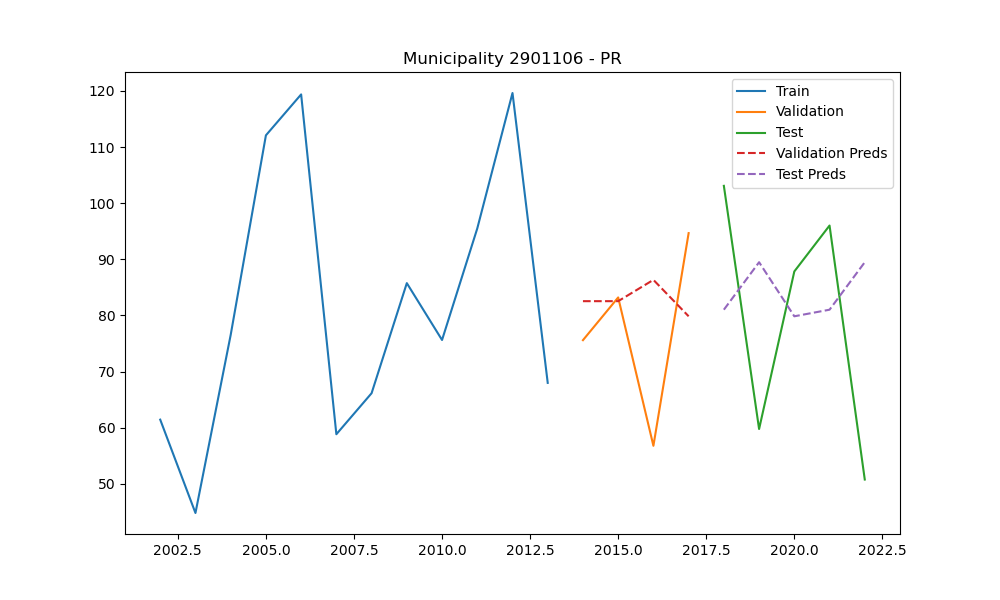 Municipality 2901106 - PR
Train
Validation
Test
Validation Preds
Test Preds
120
110
100
90
80
70
60
50
2002.5 2005.0 2007.5 2010.0 2012.5 2015.0 2017.5 2020.0 2022.5